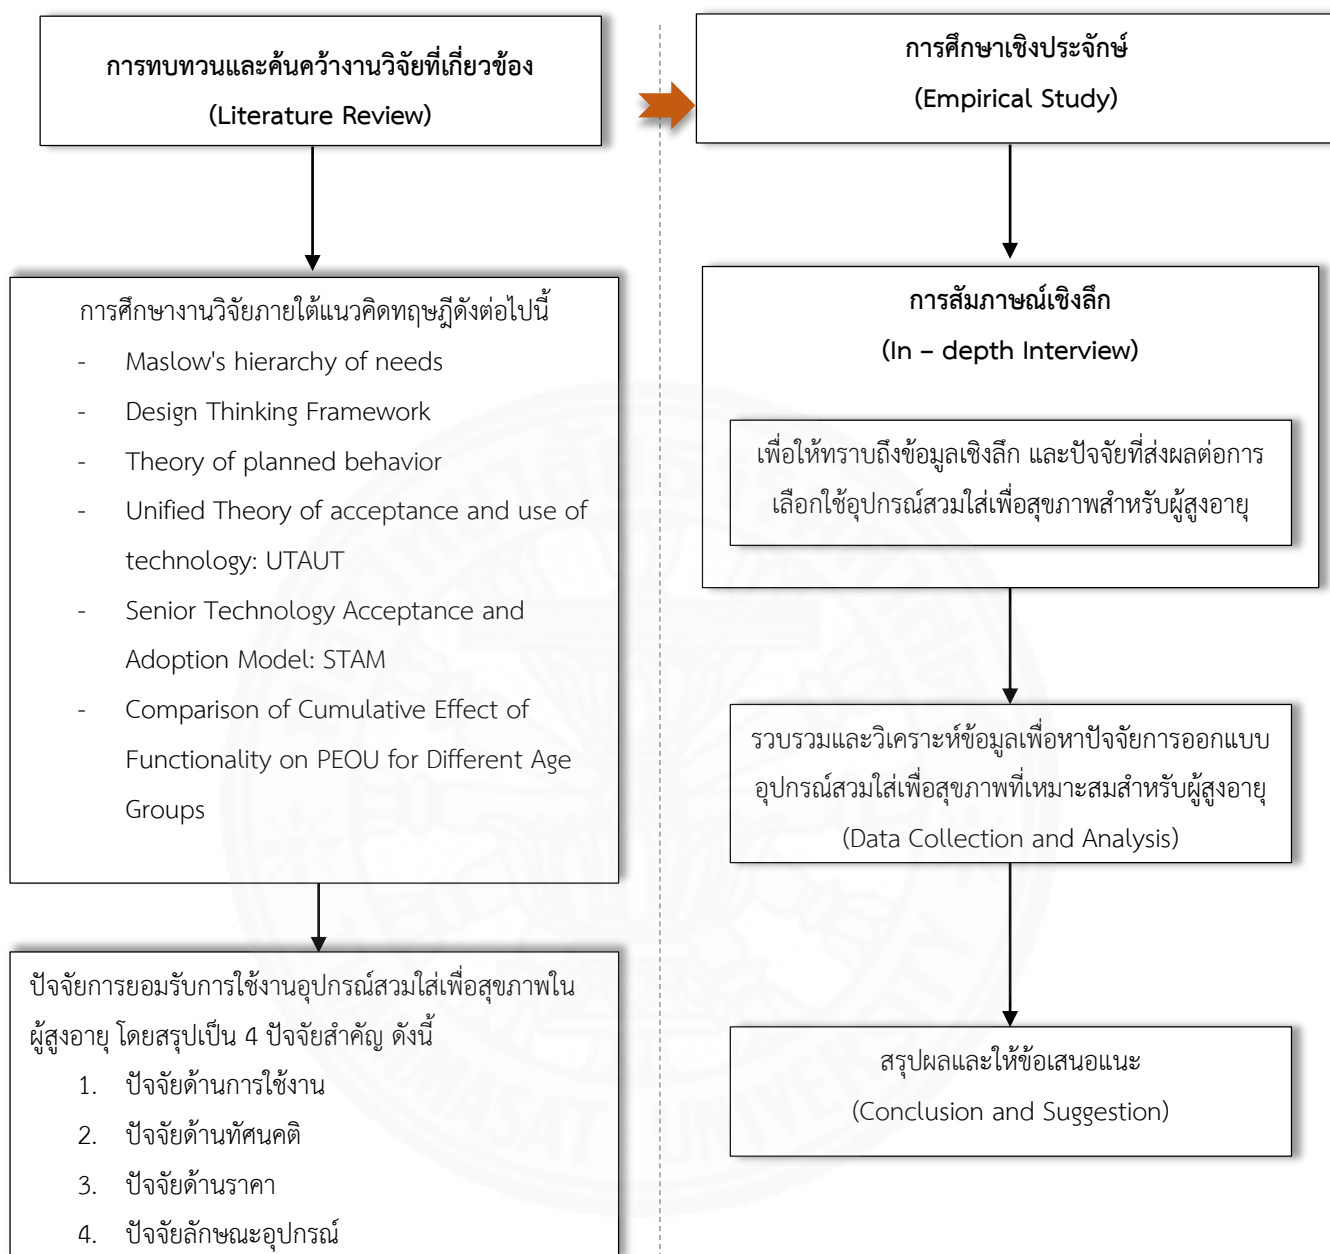 การทบทวนและค้นคว้างานวิจัยที่เกี่ยวข้อง
(Literature Review)
การศึกษางานวิจัยภายใต้แนวคิดทฤษฎีดังต่อไปนี้
- Maslow's hierarchy of needs
- Design Thinking Framework
- Theory of planned behavior
- Unified Theory of acceptance and use of
technology: UTAUT
- Senior Technology Acceptance and
Adoption Model: STAM
- Comparison of Cumulative Effect of
Functionality on PEOU for Different Age
Groups
ปัจจัยการยอมรับการใช้งานอุปกรณ์สวมใส่เพื่อสุขภาพใน
ผู้สูงอายุ โดยสรุปเป็น 4 ปัจจัยสำคัญ ดังนี้
1. ปัจจัยด้านการใช้งาน
2. ปัจจัยด้านทัศนคติ
3. ปัจจัยด้านราคา
4. ปัจจัยลักษณะอุปกรณ์
การศึกษาเชิงประจักษ์
(Empirical Study)
การสัมภาษณ์เชิงลึก
(In – depth Interview)
เพื่อให้ทราบถึงข้อมูลเชิงลึก และปัจจัยที่ส่งผลต่อการ
เลือกใช้อุปกรณ์สวมใส่เพื่อสุขภาพสำหรับผู้สูงอายุ
รวบรวมและวิเคราะห์ข้อมูลเพื่อหาปัจจัยการออกแบบ
อุปกรณ์สวมใส่เพื่อสุขภาพที่เหมาะสมสำหรับผู้สูงอายุ
(Data Collection and Analysis)
สรุปผลและให้ข้อเสนอแนะ
(Conclusion and Suggestion)